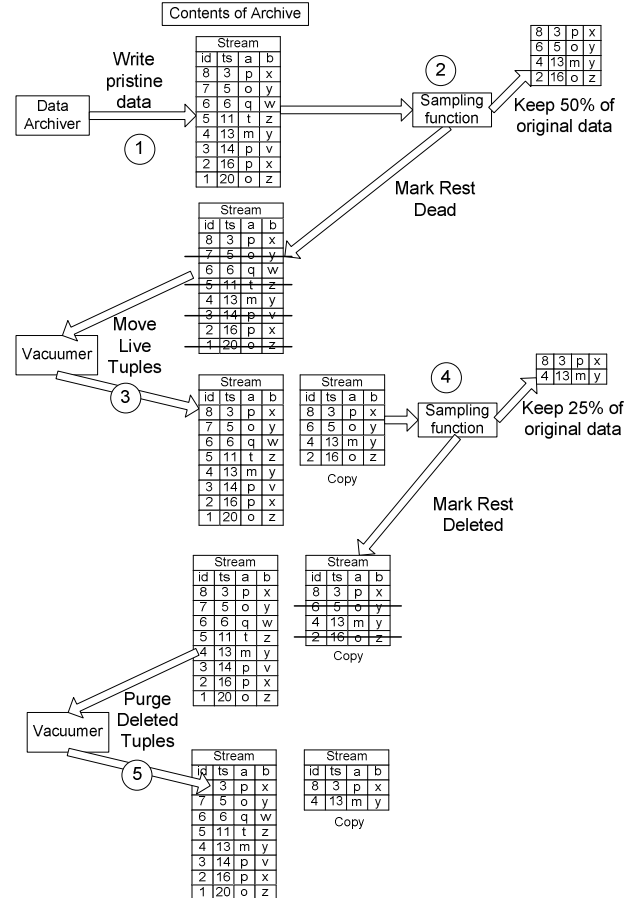 Contents of Archive
Stream
id ts a b
8 3 p x
7 5 o y
6 6 q w
5 11 t z
4 13 m y
3 14 p v
2 16 p x
1 20 o z
Data
Archiver
Write
pristine
data
1
2
Sampling
function
8 3 p x
6 5 o y
4 13 m y
2 16 o z
Keep 50% of
original data
Mark Rest
Dead
Stream
id ts a b
8 3 p x
7 5 o y
6 6 q w
5 11 t z
4 13 m y
3 14 p v
2 16 p x
1 20 o z
Vacuumer
Move
Live
Tuples
3
Stream
id ts a b
8 3 p x
7 5 o y
6 6 q w
5 11 t z
4 13 m y
3 14 p v
2 16 p x
1 20 o z
Stream
id ts a b
8 3 p x
6 5 o y
4 13 m y
2 16 o z
Copy
4
Sampling
function
8 3 p x
4 13 m y
Keep 25% of
original data
Mark Rest
Deleted
Stream
id ts a b
8 3 p x
7 5 o y
6 6 q w
5 11 t z
4 13 m y
3 14 p v
2 16 p x
1 20 o z
Stream
id ts a b
8 3 p x
6 5 o y
4 13 m y
2 16 o z
Copy
Vacuumer
Purge
Deleted
Tuples
5
Stream
id ts a b
3 p x
7 5 o y
6 6 q w
5 11 t z
4 13 m y
3 14 p v
2 16 p x
1 20 o z
Stream
id ts a b
8 3 p x
4 13 m y
Copy